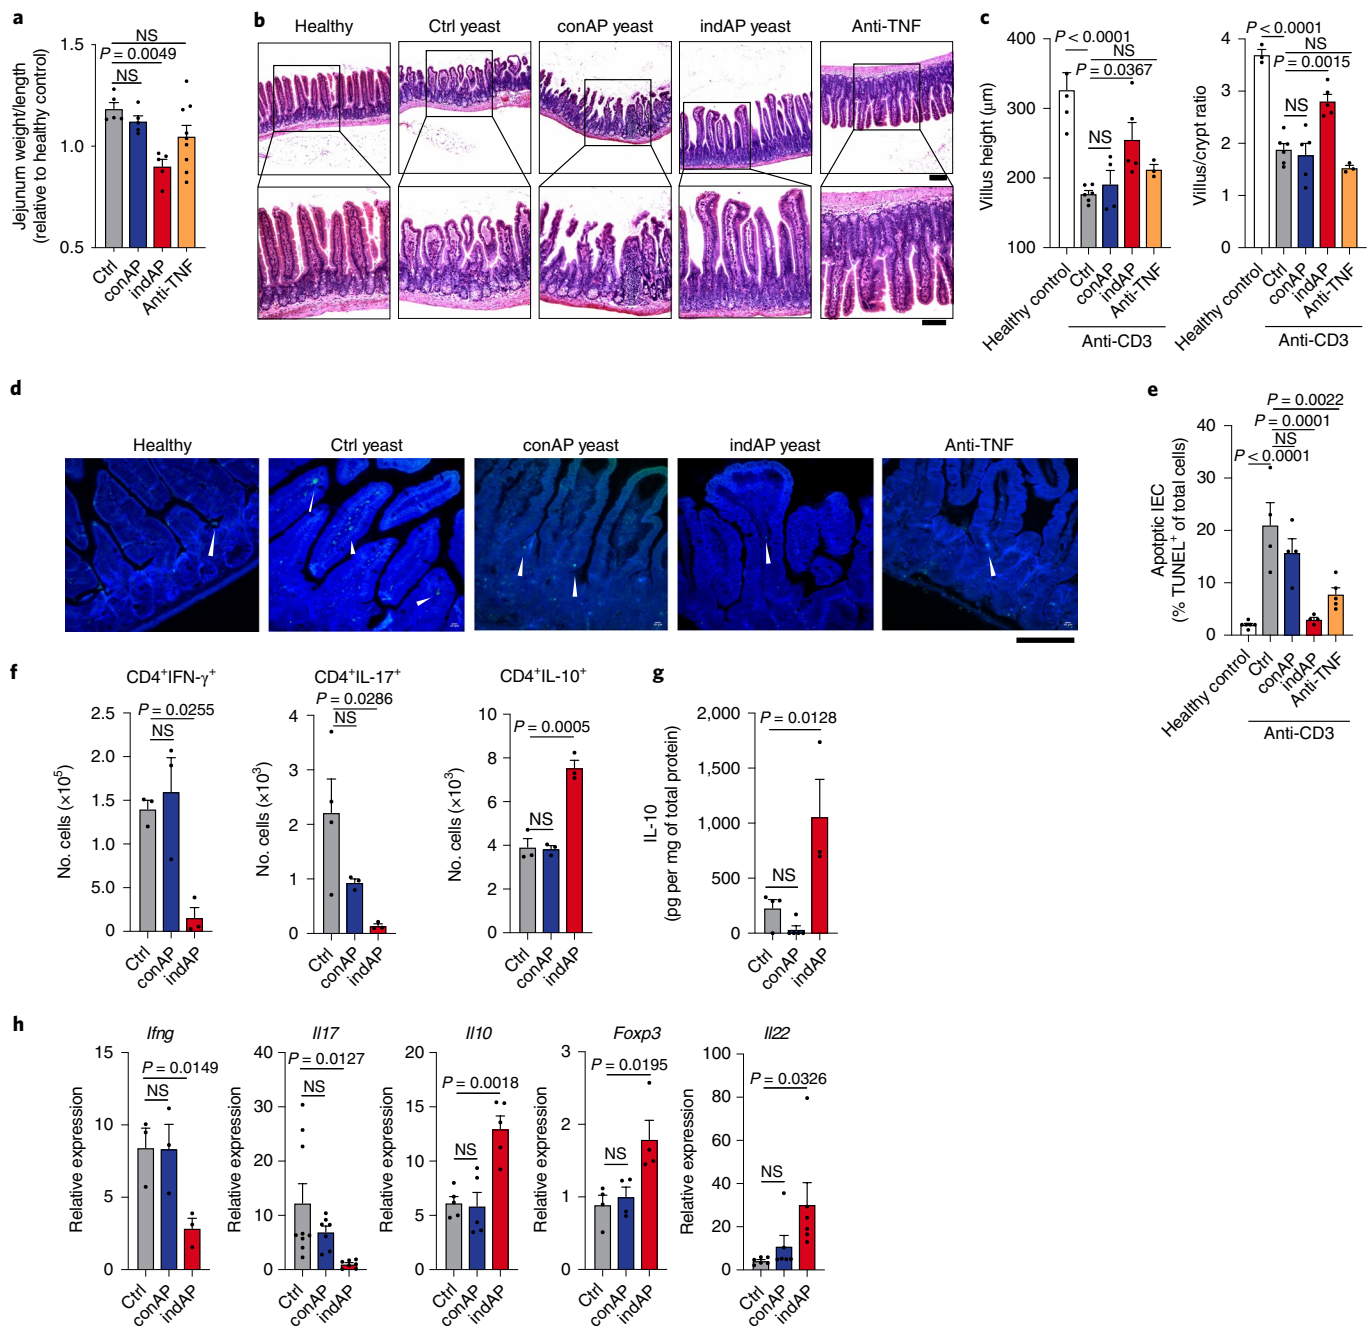 a
NS
P = 0.0049
NS
1.5
1.0
0.5
Jejunum weight/length
(relative to healthy control)
Ctrl
conAP
indAP
Anti-TNF
b
Healthy
Ctrl yeast
conAP yeast
indAP yeast
Anti-TNF
c
P < 0.0001
NS
P = 0.0367
NS
400
300
200
100
Villus height (μm)
Healthy control
Ctrl
conAP
indAP
Anti-TNF
Anti-CD3
P < 0.0001
NS
P = 0.0015
NS
4
3
2
1
0
Villus/crypt ratio
Healthy control
Ctrl
conAP
indAP
Anti-TNF
Anti-CD3
d
Healthy
Ctrl yeast
conAP yeast
indAP yeast
Anti-TNF
e
P = 0.0022
P = 0.0001
NS
P < 0.0001
40
30
20
10
0
Apotptic IEC
(% TUNEL⁺ of total cells)
Healthy control
Ctrl
conAP
indAP
Anti-TNF
Anti-CD3
f
CD4⁺IFN-γ⁺
P = 0.0255
NS
2.5
2.0
1.5
1.0
5.0
0
No. cells (×10⁵)
Ctrl
conAP
indAP
CD4⁺IL-17⁺
P = 0.0286
NS
4
3
2
1
0
No. cells (×10³)
Ctrl
conAP
indAP
CD4⁺IL-10⁺
P = 0.0005
NS
10
8
6
4
2
0
No. cells (×10³)
Ctrl
conAP
indAP
g
P = 0.0128
NS
2,000
1,500
1,000
500
0
IL-10
(pg per mg of total protein)
Ctrl
conAP
indAP
h
Ifng
P = 0.0149
NS
15
10
5
0
Relative expression
Ctrl
conAP
indAP
Il17
P = 0.0127
NS
40
30
20
10
0
Relative expression
Ctrl
conAP
indAP
Il10
P = 0.0018
NS
20
15
10
5
0
Relative expression
Ctrl
conAP
indAP
Foxp3
P = 0.0195
NS
3
2
1
0
Relative expression
Ctrl
conAP
indAP
Il22
P = 0.0326
NS
100
80
60
40
20
0
Relative expression
Ctrl
conAP
indAP